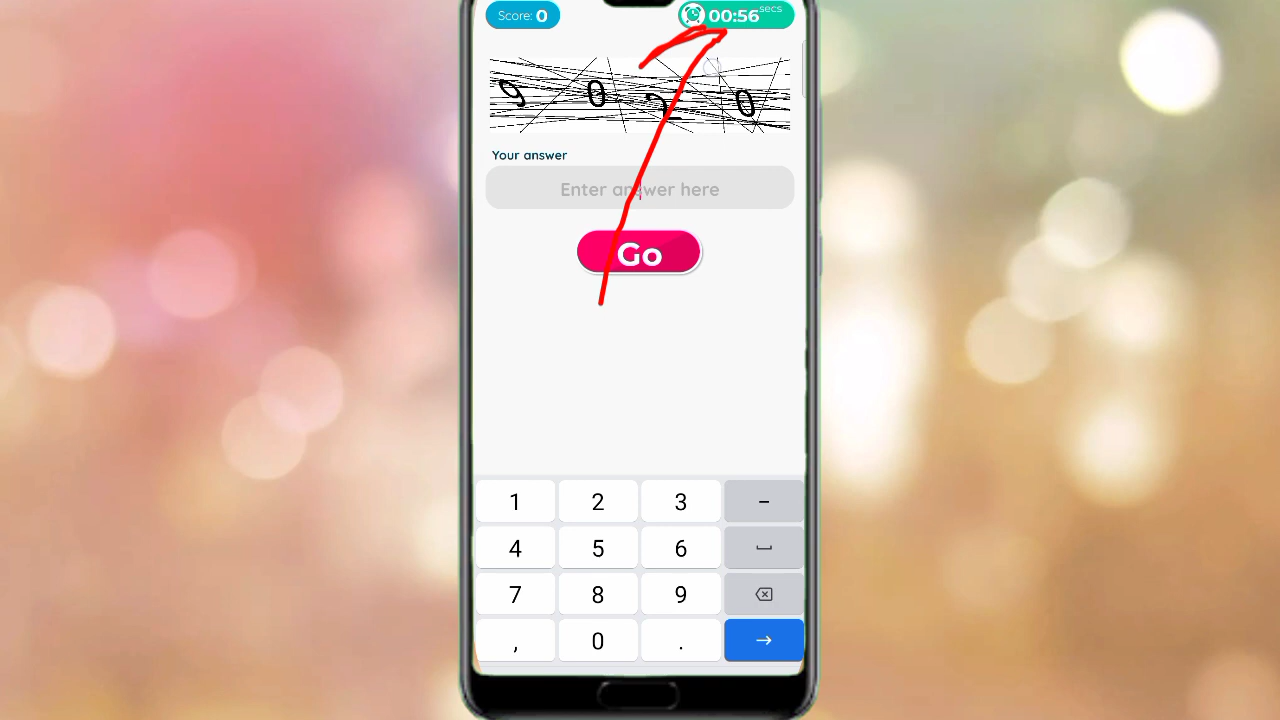 Score: 0
00:56 secs
Your answer
Enter answer here
Go
1 2 3 -
4 5 6
7 8 9
, 0 . →